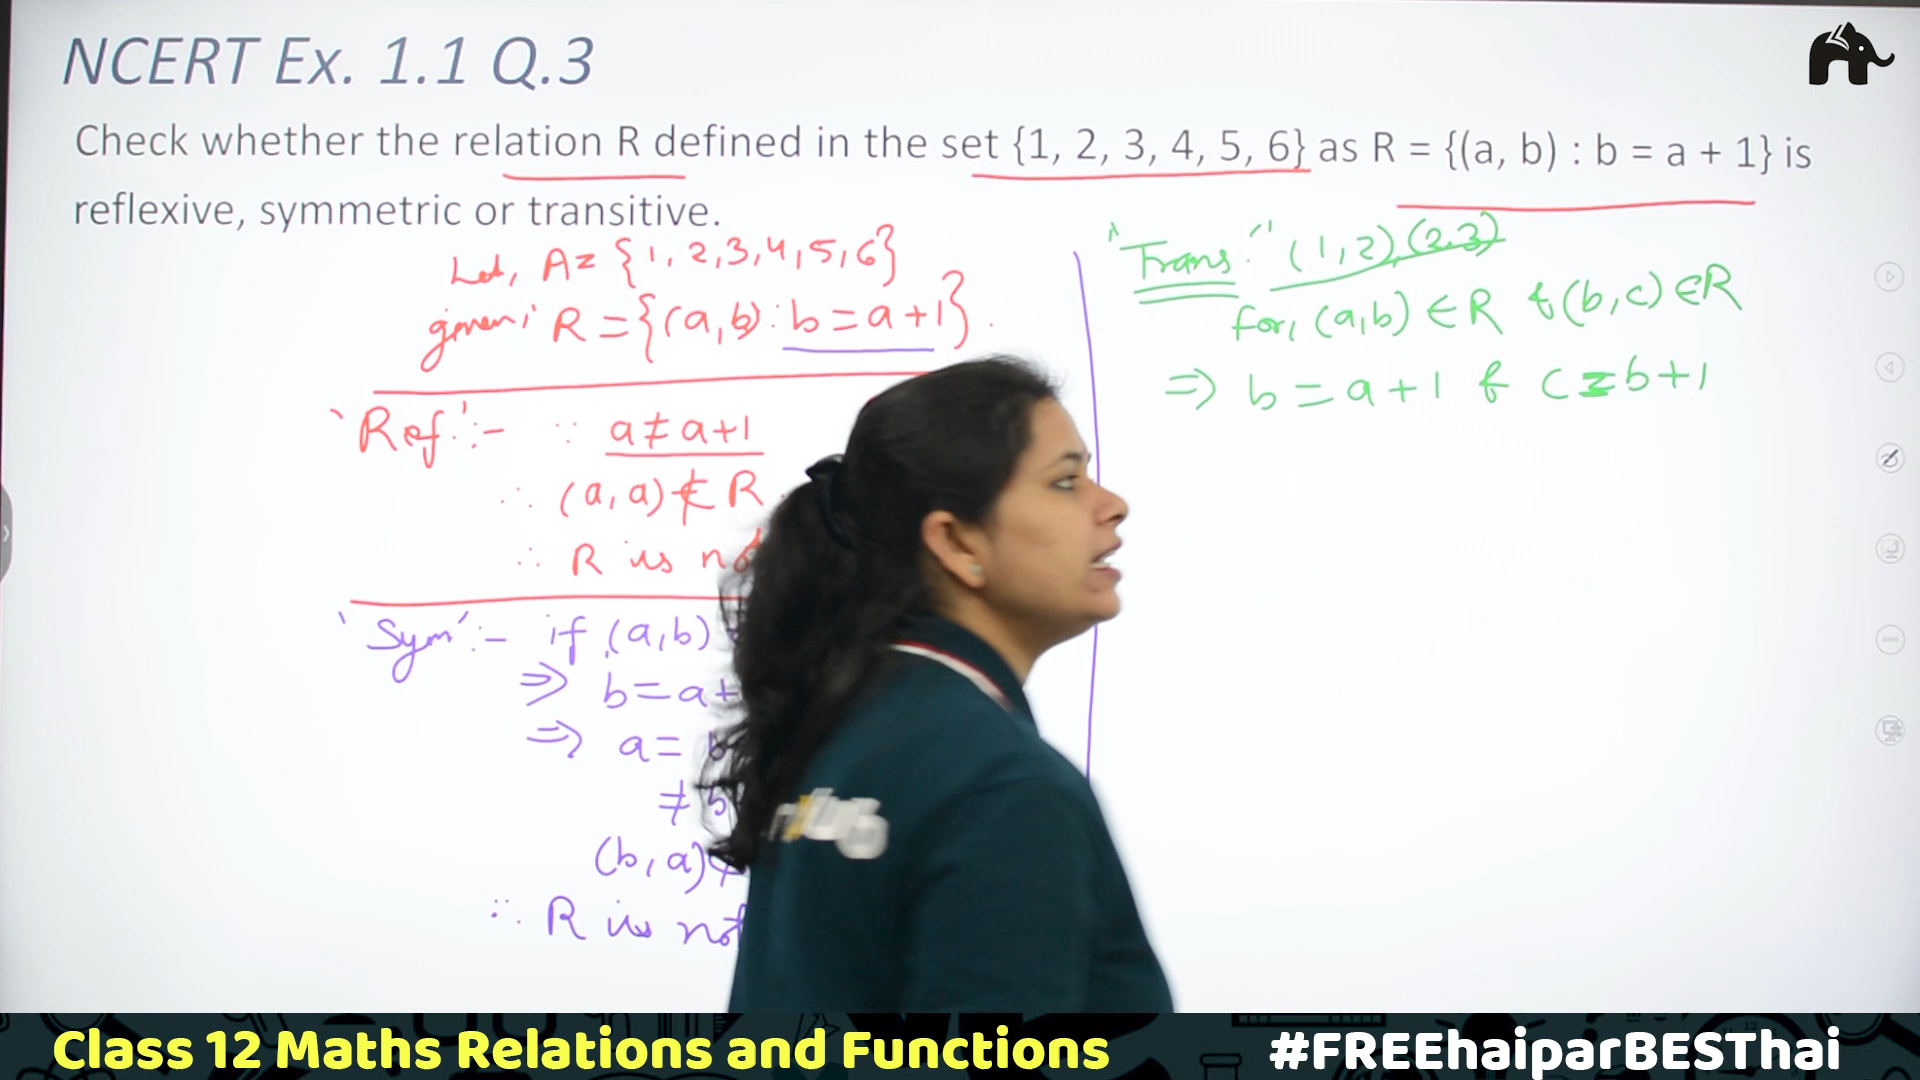 NCERT Ex. 1.1 Q.3
Check whether the relation R defined in the set {1, 2, 3, 4, 5, 6} as R = {(a, b) : b = a + 1} is
reflexive, symmetric or transitive.
Let, A = {1, 2, 3, 4, 5, 6}
given: R = {(a, b) : b = a + 1}.
'Ref' :- ∵ a ≠ a+1
∴ (a, a) ∉ R
∴ R is not
'Sym' :- if (a, b)
⇒ b = a +
⇒ a =
≠ b
(b, a) ∉
∴ R is not
"Trans" (1, 2), (2, 3)
for, (a, b) ∈ R & (b, c) ∈ R
⇒ b = a + 1 & c = b + 1
Class 12 Maths Relations and Functions
#FREEhaiparBESThai